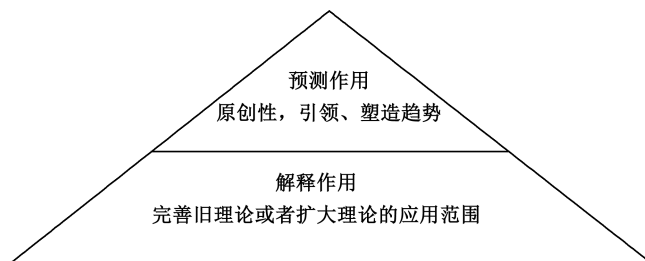 预测作用
原创性，引领、塑造趋势
解释作用
完善旧理论或者扩大理论的应用范围